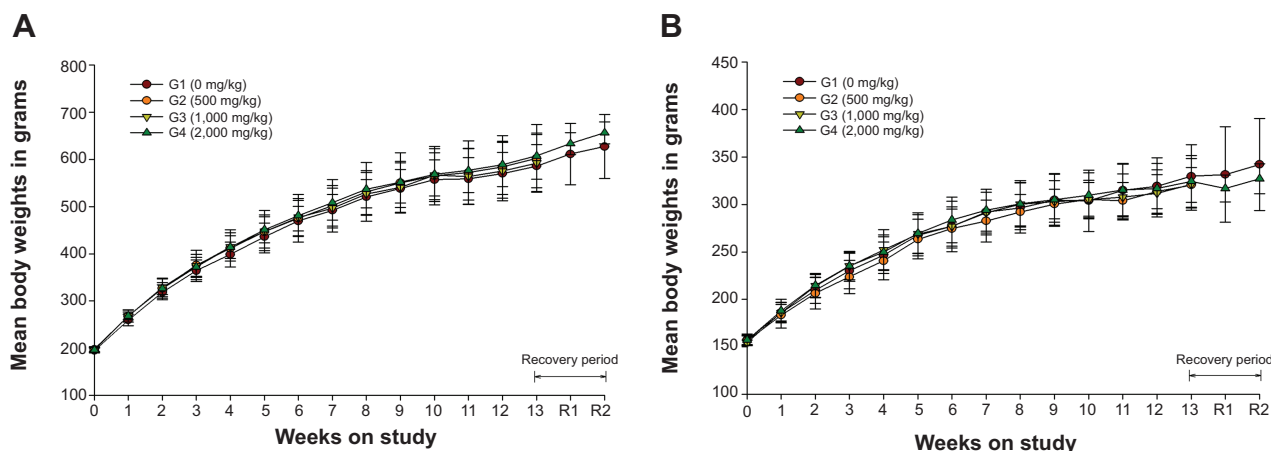 A
Mean body weights in grams
800
700
600
500
400
300
200
100
G1 (0 mg/kg)
G2 (500 mg/kg)
G3 (1,000 mg/kg)
G4 (2,000 mg/kg)
Recovery period
0 1 2 3 4 5 6 7 8 9 10 11 12 13 R1 R2
Weeks on study
B
Mean body weights in grams
450
400
350
300
250
200
150
100
G1 (0 mg/kg)
G2 (500 mg/kg)
G3 (1,000 mg/kg)
G4 (2,000 mg/kg)
Recovery period
0 1 2 3 4 5 6 7 8 9 10 11 12 13 R1 R2
Weeks on study